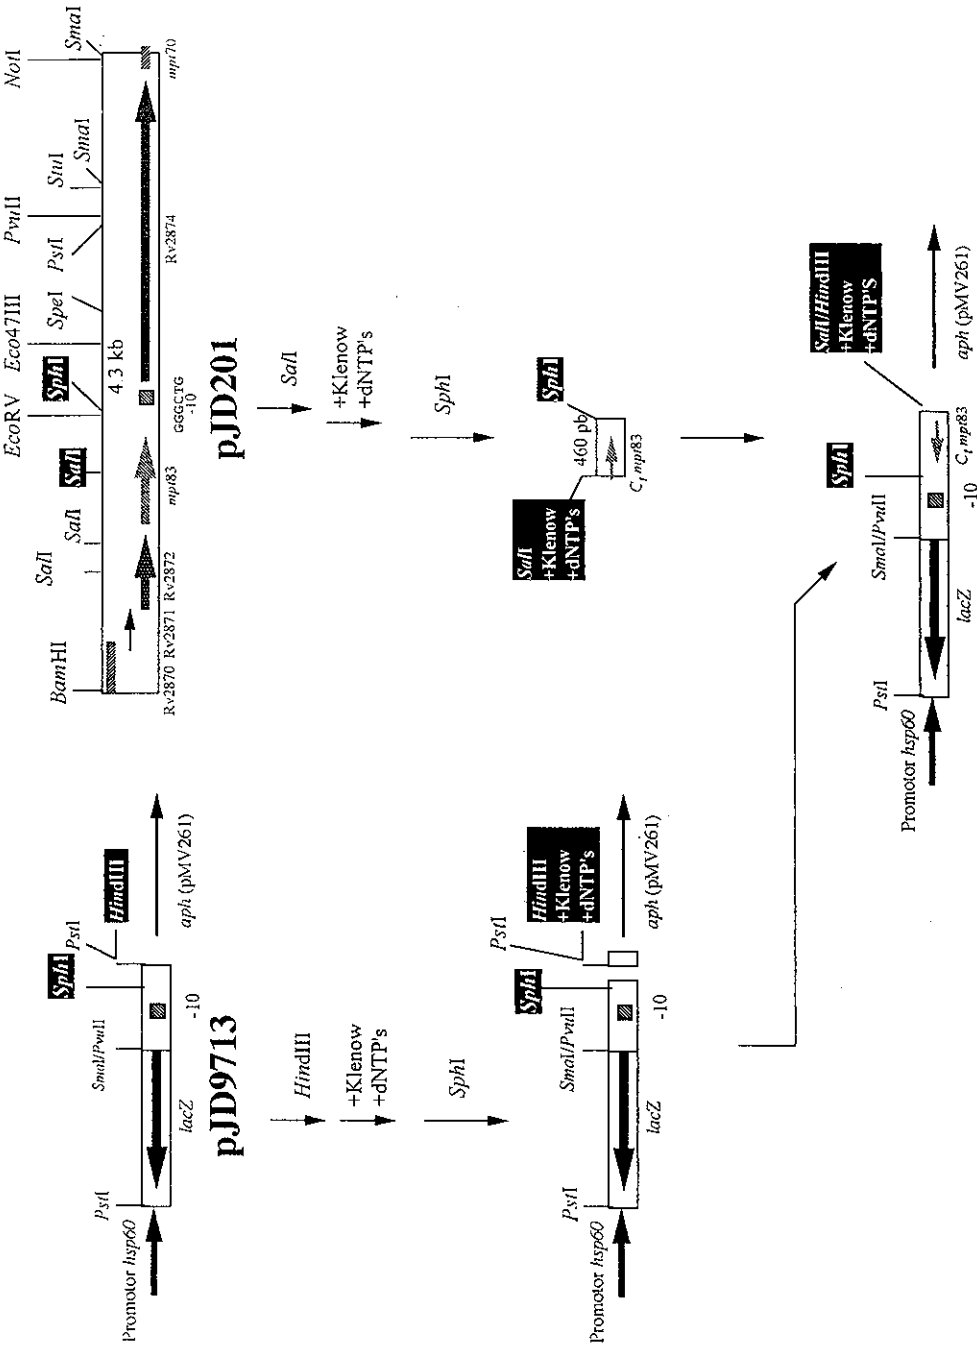 Promotor hsp60
PstI
lacZ
SmaI/PvuII
-10
SphI
PstI
HindIII
aph (pMV261)
pJD9713
HindIII
+Klenow
+dNTP's
SphI
Promotor hsp60
PstI
lacZ
SmaI/PvuII
-10
SphI
PstI
HindIII
+Klenow
+dNTP's
aph (pMV261)
BamHI
SalI
SalI
SalI
EcoRV
SphI
Eco47III
SpeI
PstI
PvuII
StuI
SmaI
NotI
SmaI
4.3 kb
Rv2870 Rv2871 Rv2872
mpt83
GGGCTG
-10
Rv2874
mpt70
pJD201
SalI
+Klenow
+dNTP's
SphI
SalI
+Klenow
+dNTP's
460 pb
SphI
C, mpt83
Promotor hsp60
PstI
lacZ
SmaI/PvuII
-10
SphI
C, mpt83
SalI/HindIII
+Klenow
+dNTP'S
aph (pMV261)